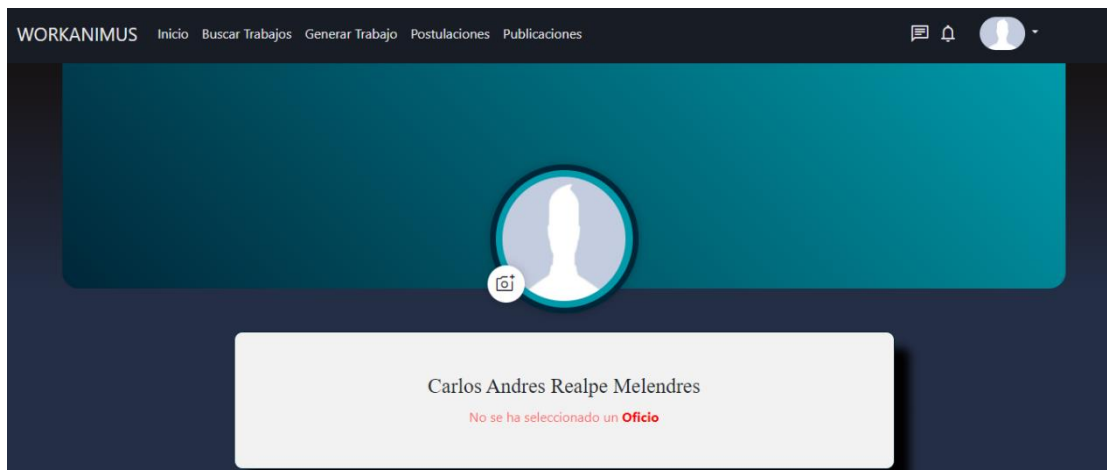 WORKANIMUS Inicio Buscar Trabajos Generar Trabajo Postulaciones Publicaciones
Carlos Andres Realpe Melendres
No se ha seleccionado un Oficio